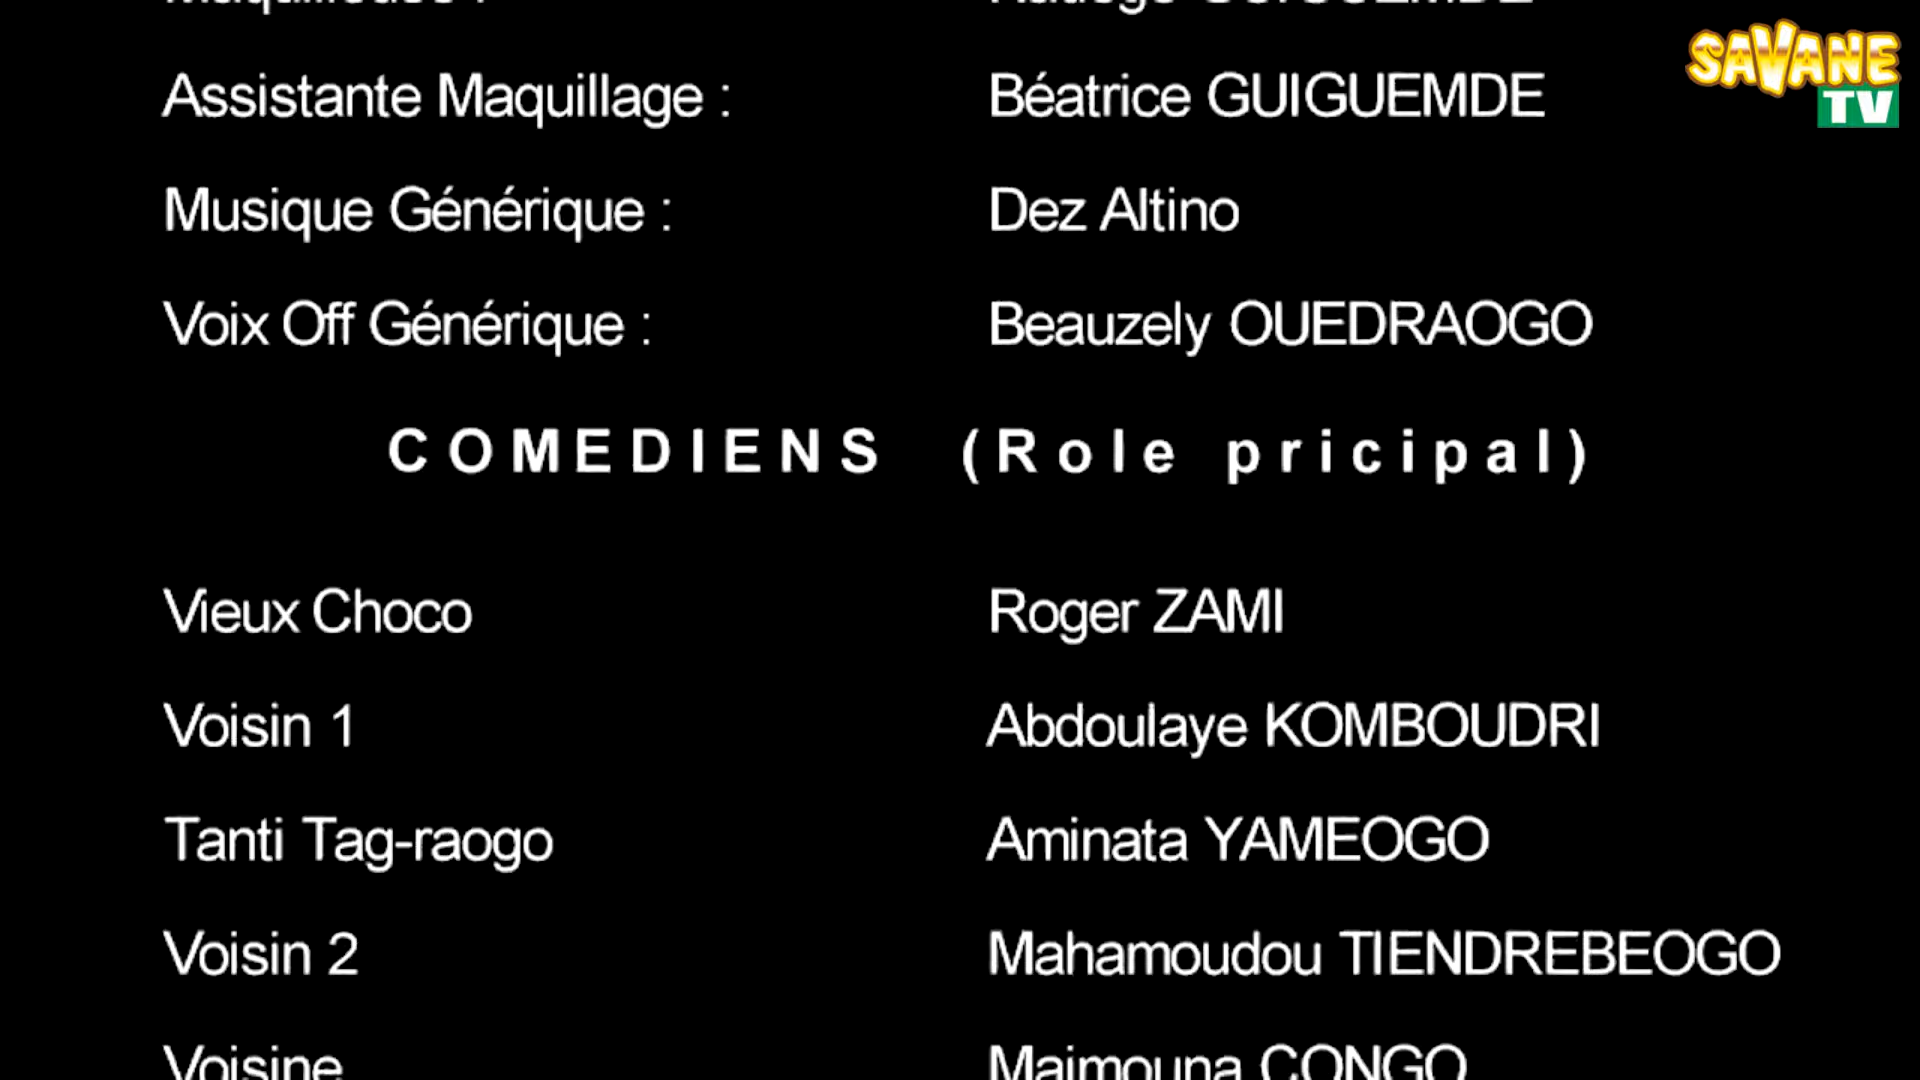 SAVANE
TV
Assistante Maquillage : Béatrice GUIGUEMDE
Musique Générique : Dez Altino
Voix Off Générique : Beauzely OUEDRAOGO
COMEDIENS (Role pricipal)
Vieux Choco Roger ZAMI
Voisin 1 Abdoulaye KOMBOUDRI
Tanti Tag-raogo Aminata YAMEOGO
Voisin 2 Mahamoudou TIENDREBEOGO
Voisine Maimouna CONGO